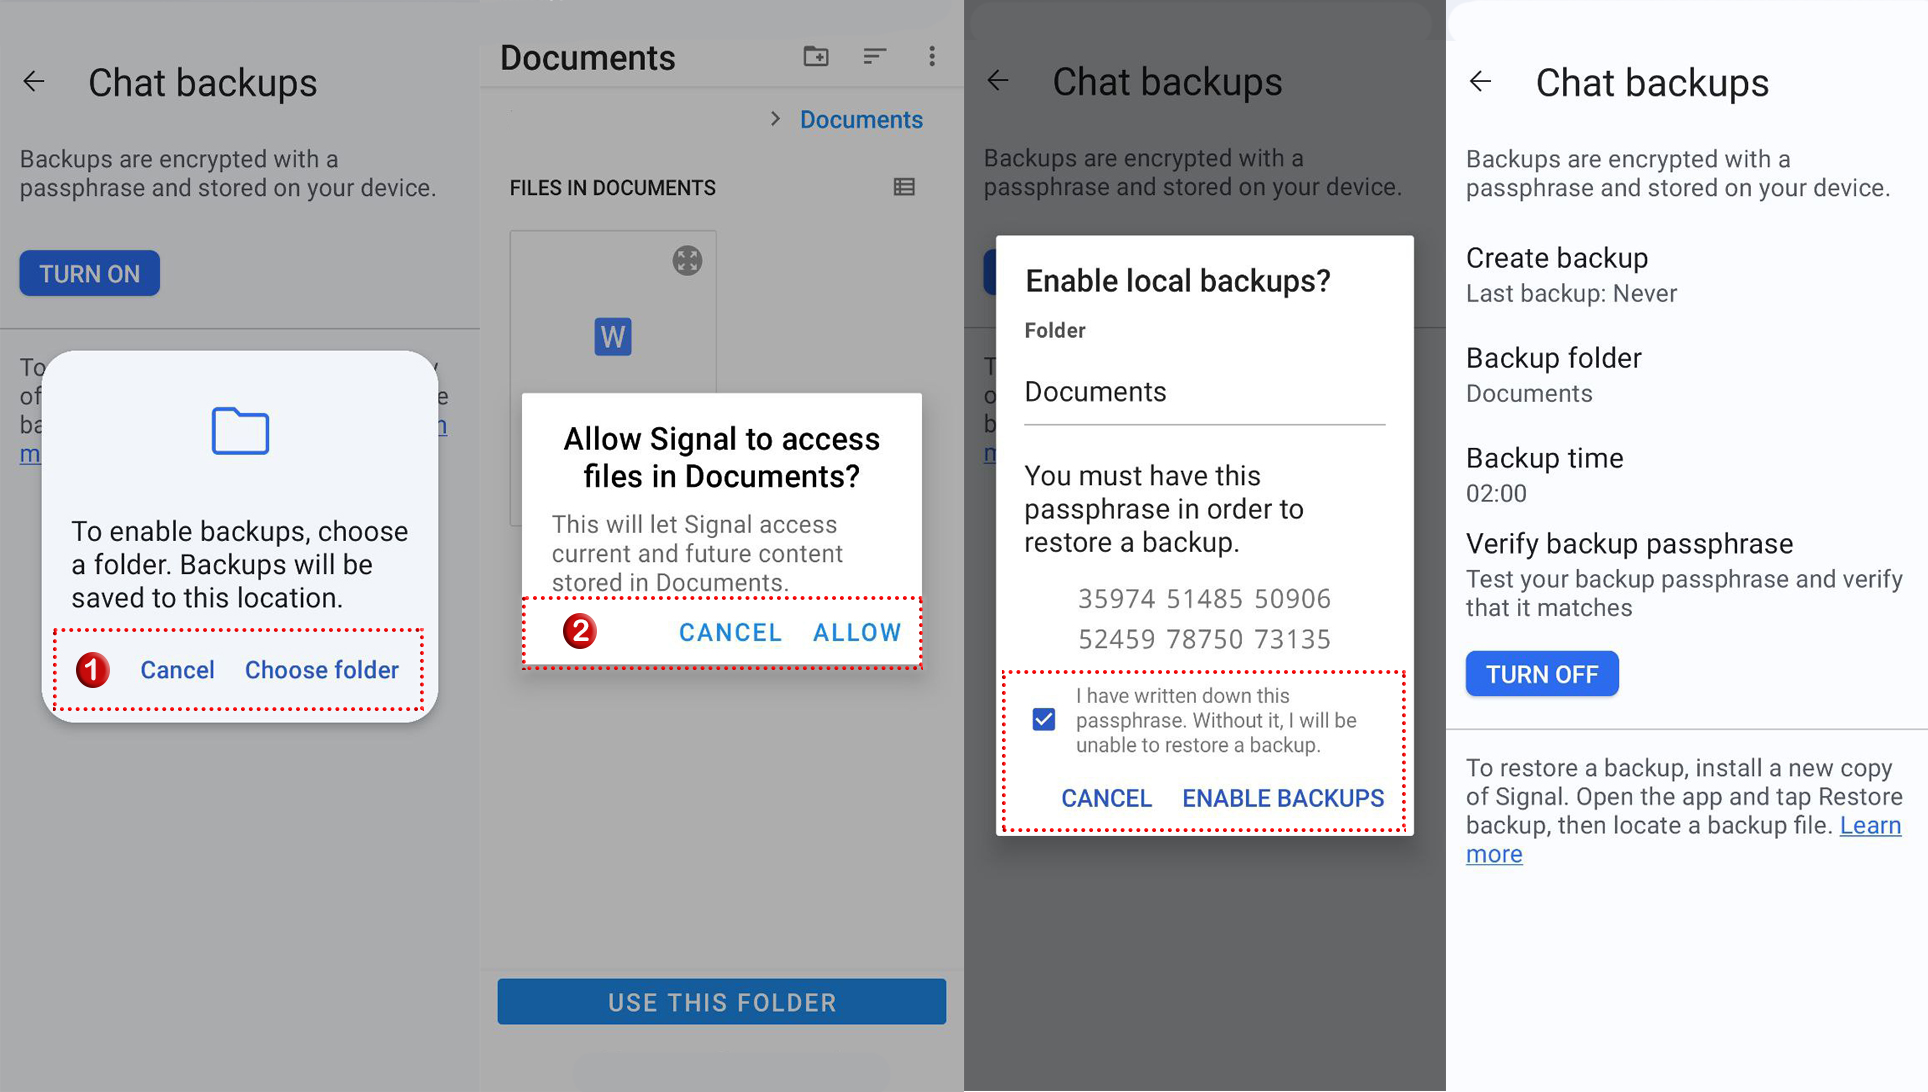 Chat backups
Backups are encrypted with a
passphrase and stored on your device.
TURN ON
To
of
e
ba
n
m
To enable backups, choose
a folder. Backups will be
saved to this location.
1 Cancel Choose folder
Documents
> Documents
FILES IN DOCUMENTS
W
Allow Signal to access
files in Documents?
This will let Signal access
current and future content
stored in Documents.
2 CANCEL ALLOW
USE THIS FOLDER
Chat backups
Backups are encrypted with a
passphrase and stored on your device.
T
o
b
m
Enable local backups?
Folder
Documents
You must have this
passphrase in order to
restore a backup.
35974 51485 50906
52459 78750 73135
I have written down this
passphrase. Without it, I will be
unable to restore a backup.
CANCEL ENABLE BACKUPS
Chat backups
Backups are encrypted with a
passphrase and stored on your device.
Create backup
Last backup: Never
Backup folder
Documents
Backup time
02:00
Verify backup passphrase
Test your backup passphrase and verify
that it matches
TURN OFF
To restore a backup, install a new copy
of Signal. Open the app and tap Restore
backup, then locate a backup file. Learn
more